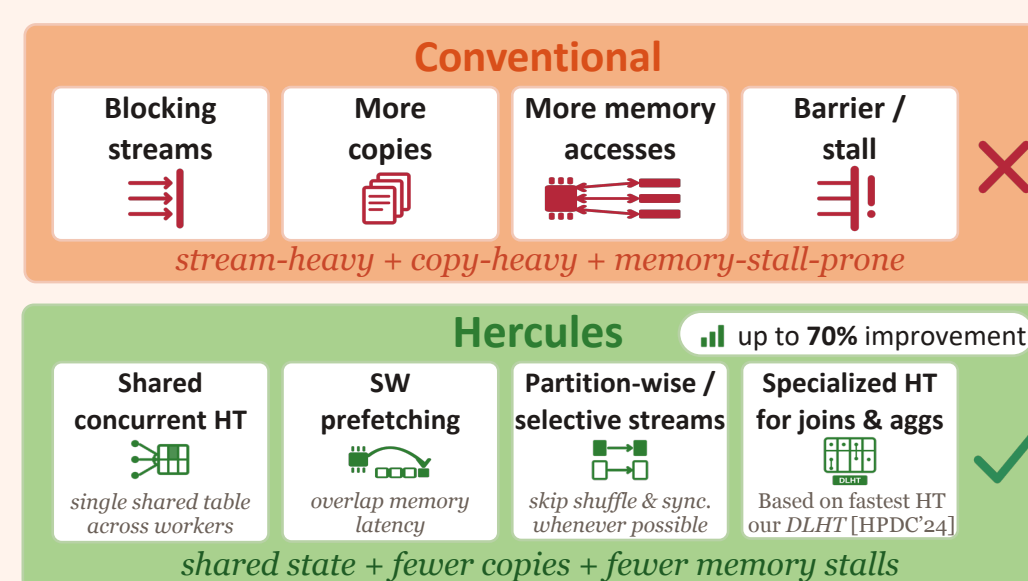 Conventional
Blocking
streams
More
copies
More memory
accesses
Barrier /
stall
stream-heavy + copy-heavy + memory-stall-prone
Hercules
up to 70% improvement
Shared
concurrent HT
single shared table
across workers
SW
prefetching
overlap memory
latency
Partition-wise /
selective streams
skip shuffle & sync.
whenever possible
Specialized HT
for joins & aggs
DLHT
Based on fastest HT
our DLHT [HPDC’24]
shared state + fewer copies + fewer memory stalls